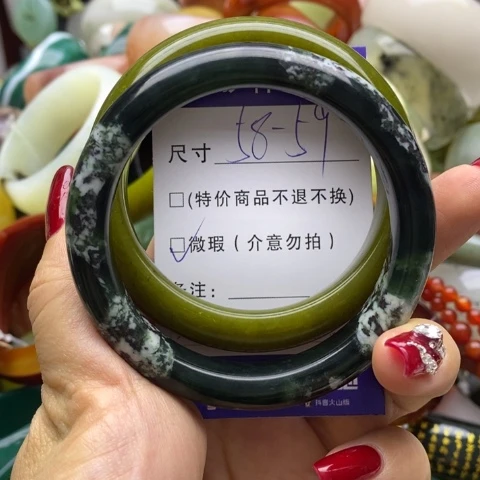 尺寸 58-59
□(特价商品不退不换)
☑微瑕（介意勿拍）
备注：